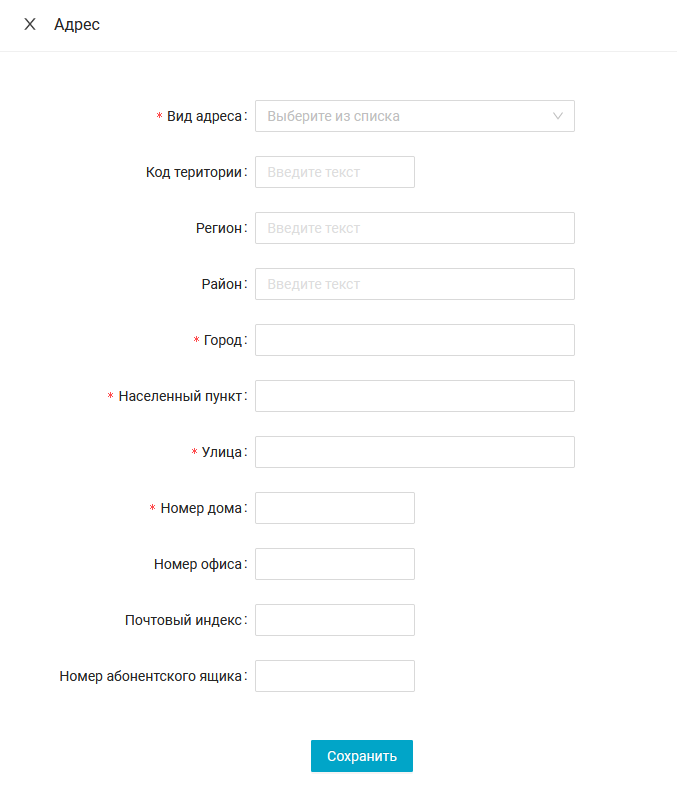 Адрес
* Вид адреса: Выберите из списка
Код територии: Введите текст
Регион: Введите текст
Район: Введите текст
* Город:
* Населенный пункт:
* Улица:
* Номер дома:
Номер офиса:
Почтовый индекс:
Номер абонентского ящика:
Сохранить